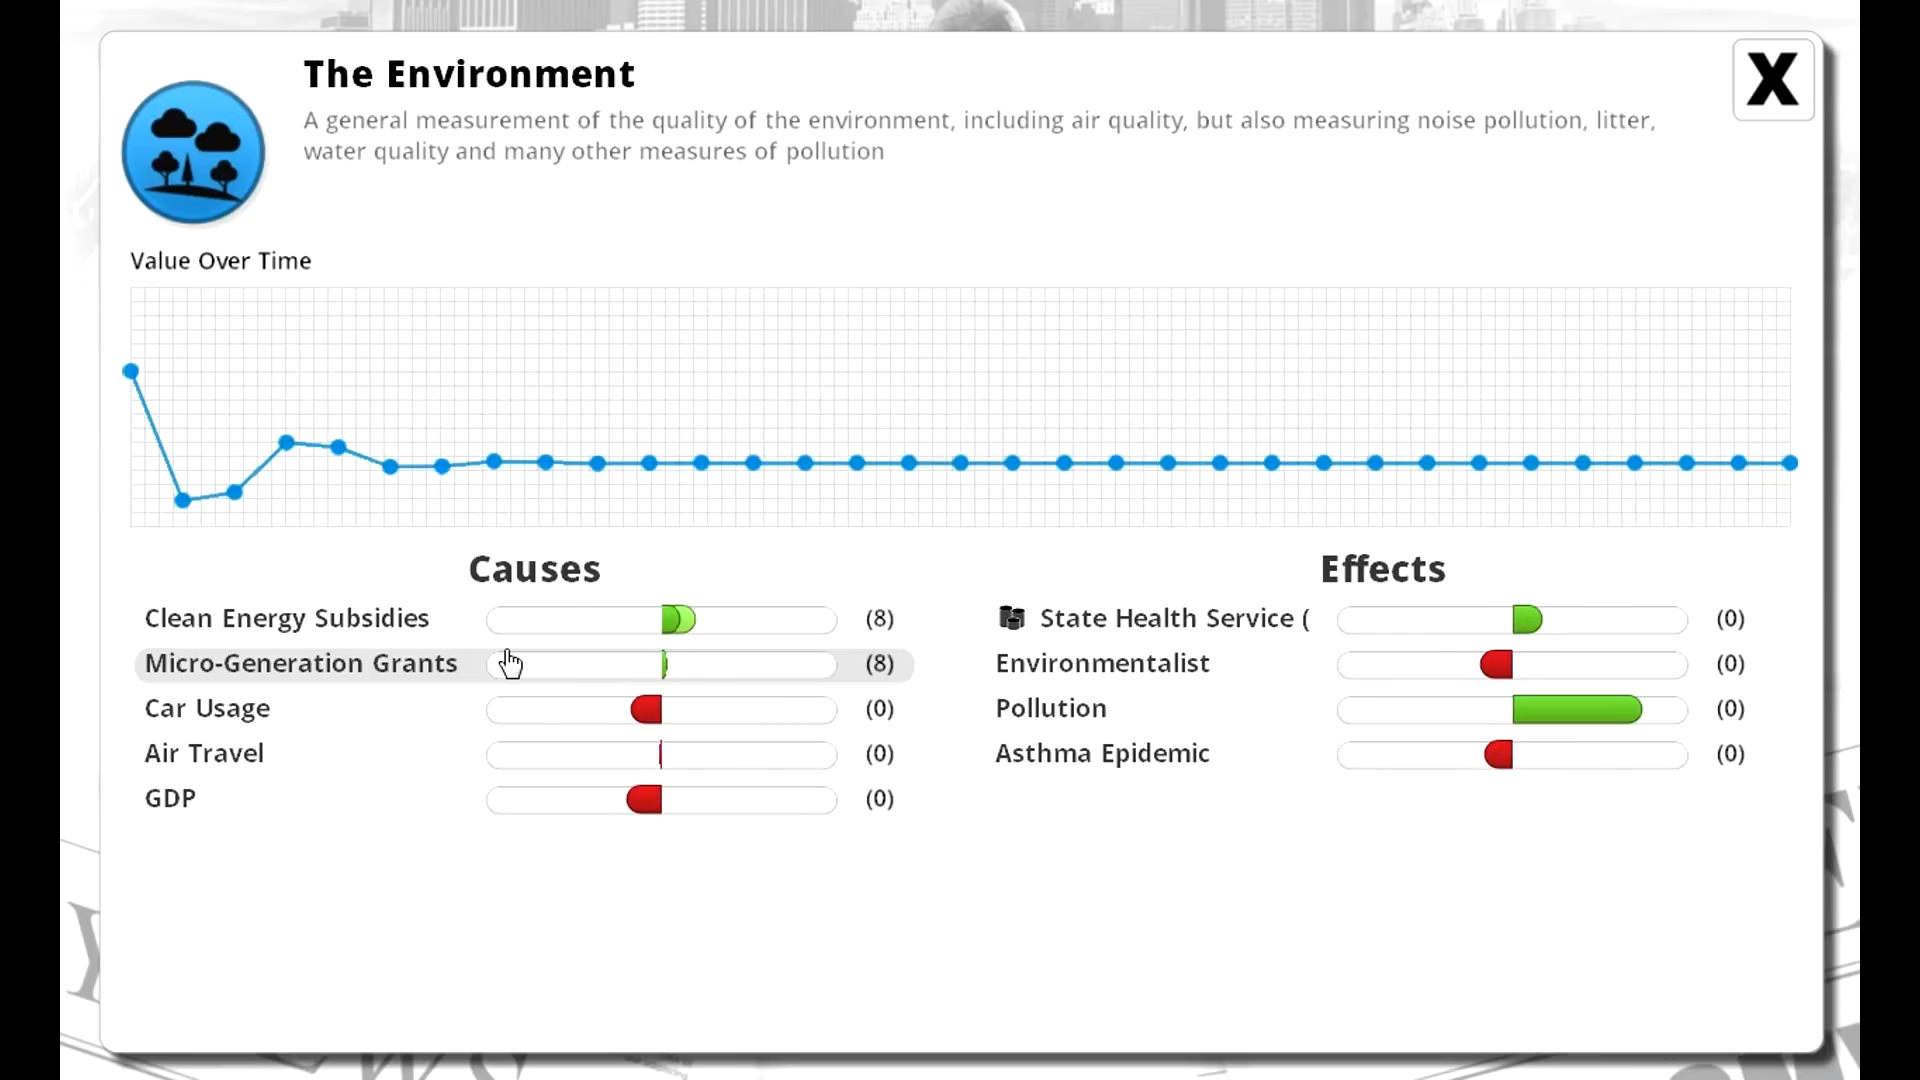 The Environment
X
A general measurement of the quality of the environment, including air quality, but also measuring noise pollution, litter,
water quality and many other measures of pollution
Value Over Time
Causes
Effects
Clean Energy Subsidies (8)
State Health Service ( (0)
Micro-Generation Grants (8)
Environmentalist (0)
Car Usage (0)
Pollution (0)
Air Travel (0)
Asthma Epidemic (0)
GDP (0)